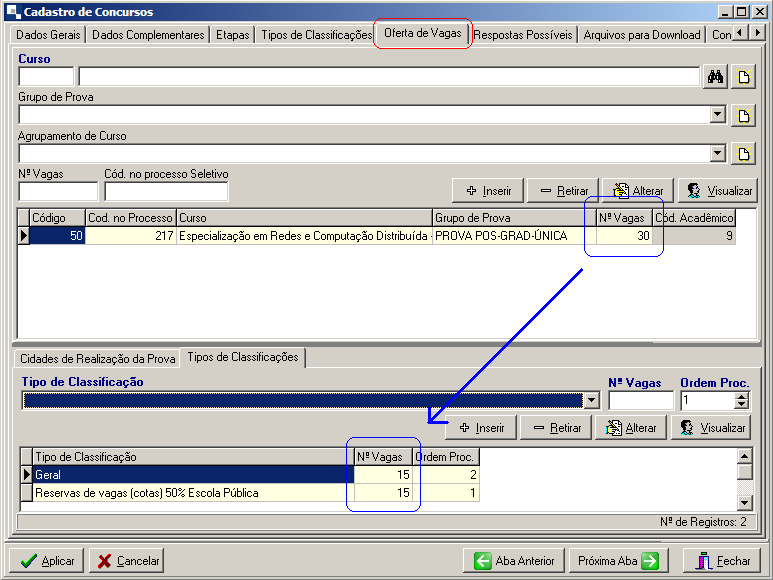 Cadastro de Concursos
Dados Gerais Dados Complementares Etapas Tipos de Classificações Oferta de Vagas Respostas Possíveis Arquivos para Download Con
Curso
Grupo de Prova
Agrupamento de Curso
Nº Vagas Cód. no processo Seletivo
Inserir Retirar Alterar Visualizar
Código Cod. no Processo Curso Grupo de Prova Nº Vagas Cód. Acadêmico
50 217 Especialização em Redes e Computação Distribuída - PROVA POS-GRAD-ÚNICA 30 9
Cidades de Realização da Prova Tipos de Classificações
Tipo de Classificação Nº Vagas Ordem Proc.
1
Inserir Retirar Alterar Visualizar
Tipo de Classificação Nº Vagas Ordem Proc.
Geral 15 2
Reservas de vagas (cotas) 50% Escola Pública 15 1
Nº de Registros: 2
Aplicar Cancelar Aba Anterior Próxima Aba Fechar